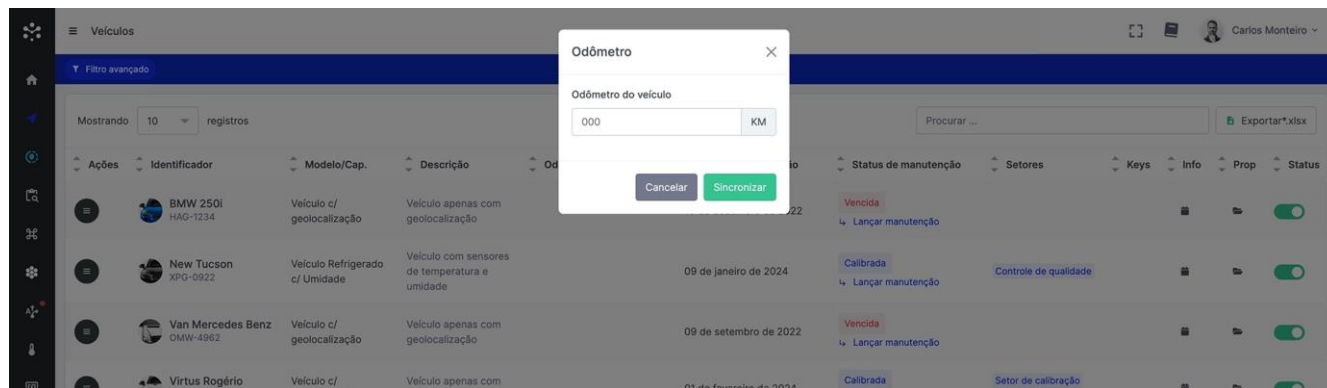 Veículos
Carlos Monteiro
Filtro avançado
Odômetro
Odômetro do veículo
000 KM
Cancelar Sincronizar
Mostrando 10 registros
Procurar ...
Exportar*.xlsx
Ações Identificador Modelo/Cap. Descrição Status de manutenção Setores Keys Info Prop Status
BMW 250i
HAG-1234
Veículo c/
geolocalização
Veículo apenas com
geolocalização
Vencida
Lançar manutenção
New Tucson
XPG-0922
Veículo Refrigerado
c/ Umidade
Veículo com sensores
de temperatura e
umidade
09 de janeiro de 2024
Calibrada
Lançar manutenção
Controle de qualidade
Van Mercedes Benz
OMW-4962
Veículo c/
geolocalização
Veículo apenas com
geolocalização
09 de setembro de 2022
Vencida
Lançar manutenção
Virtus Rogério
Veículo c/
Veículo apenas com
01 de fevereiro de 2024
Calibrada
Setor de calibração